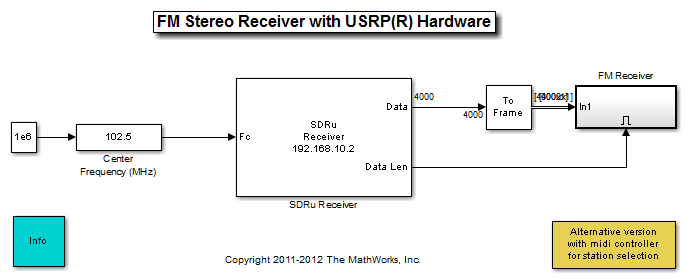 FM Stereo Receiver with USRP(R) Hardware
1e6
102.5
Center
Frequency (MHz)
Fc
SDRu
Receiver
192.168.10.2
Data
Data Len
SDRu Receiver
4000
4000
To
Frame
FM Receiver
In1
Info
Copyright 2011-2012 The MathWorks, Inc.
Alternative version
with midi controller
for station selection